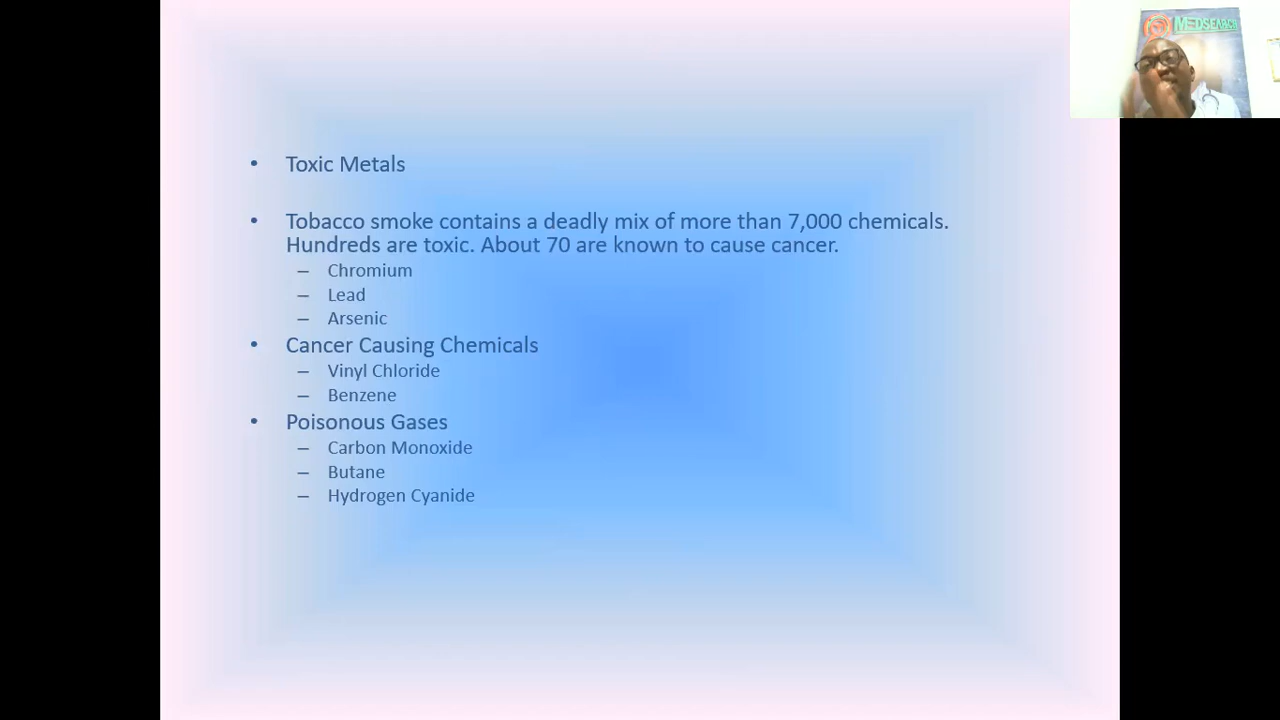 MEDSEARCH
• Toxic Metals
• Tobacco smoke contains a deadly mix of more than 7,000 chemicals.
Hundreds are toxic. About 70 are known to cause cancer.
– Chromium
– Lead
– Arsenic
• Cancer Causing Chemicals
– Vinyl Chloride
– Benzene
• Poisonous Gases
– Carbon Monoxide
– Butane
– Hydrogen Cyanide